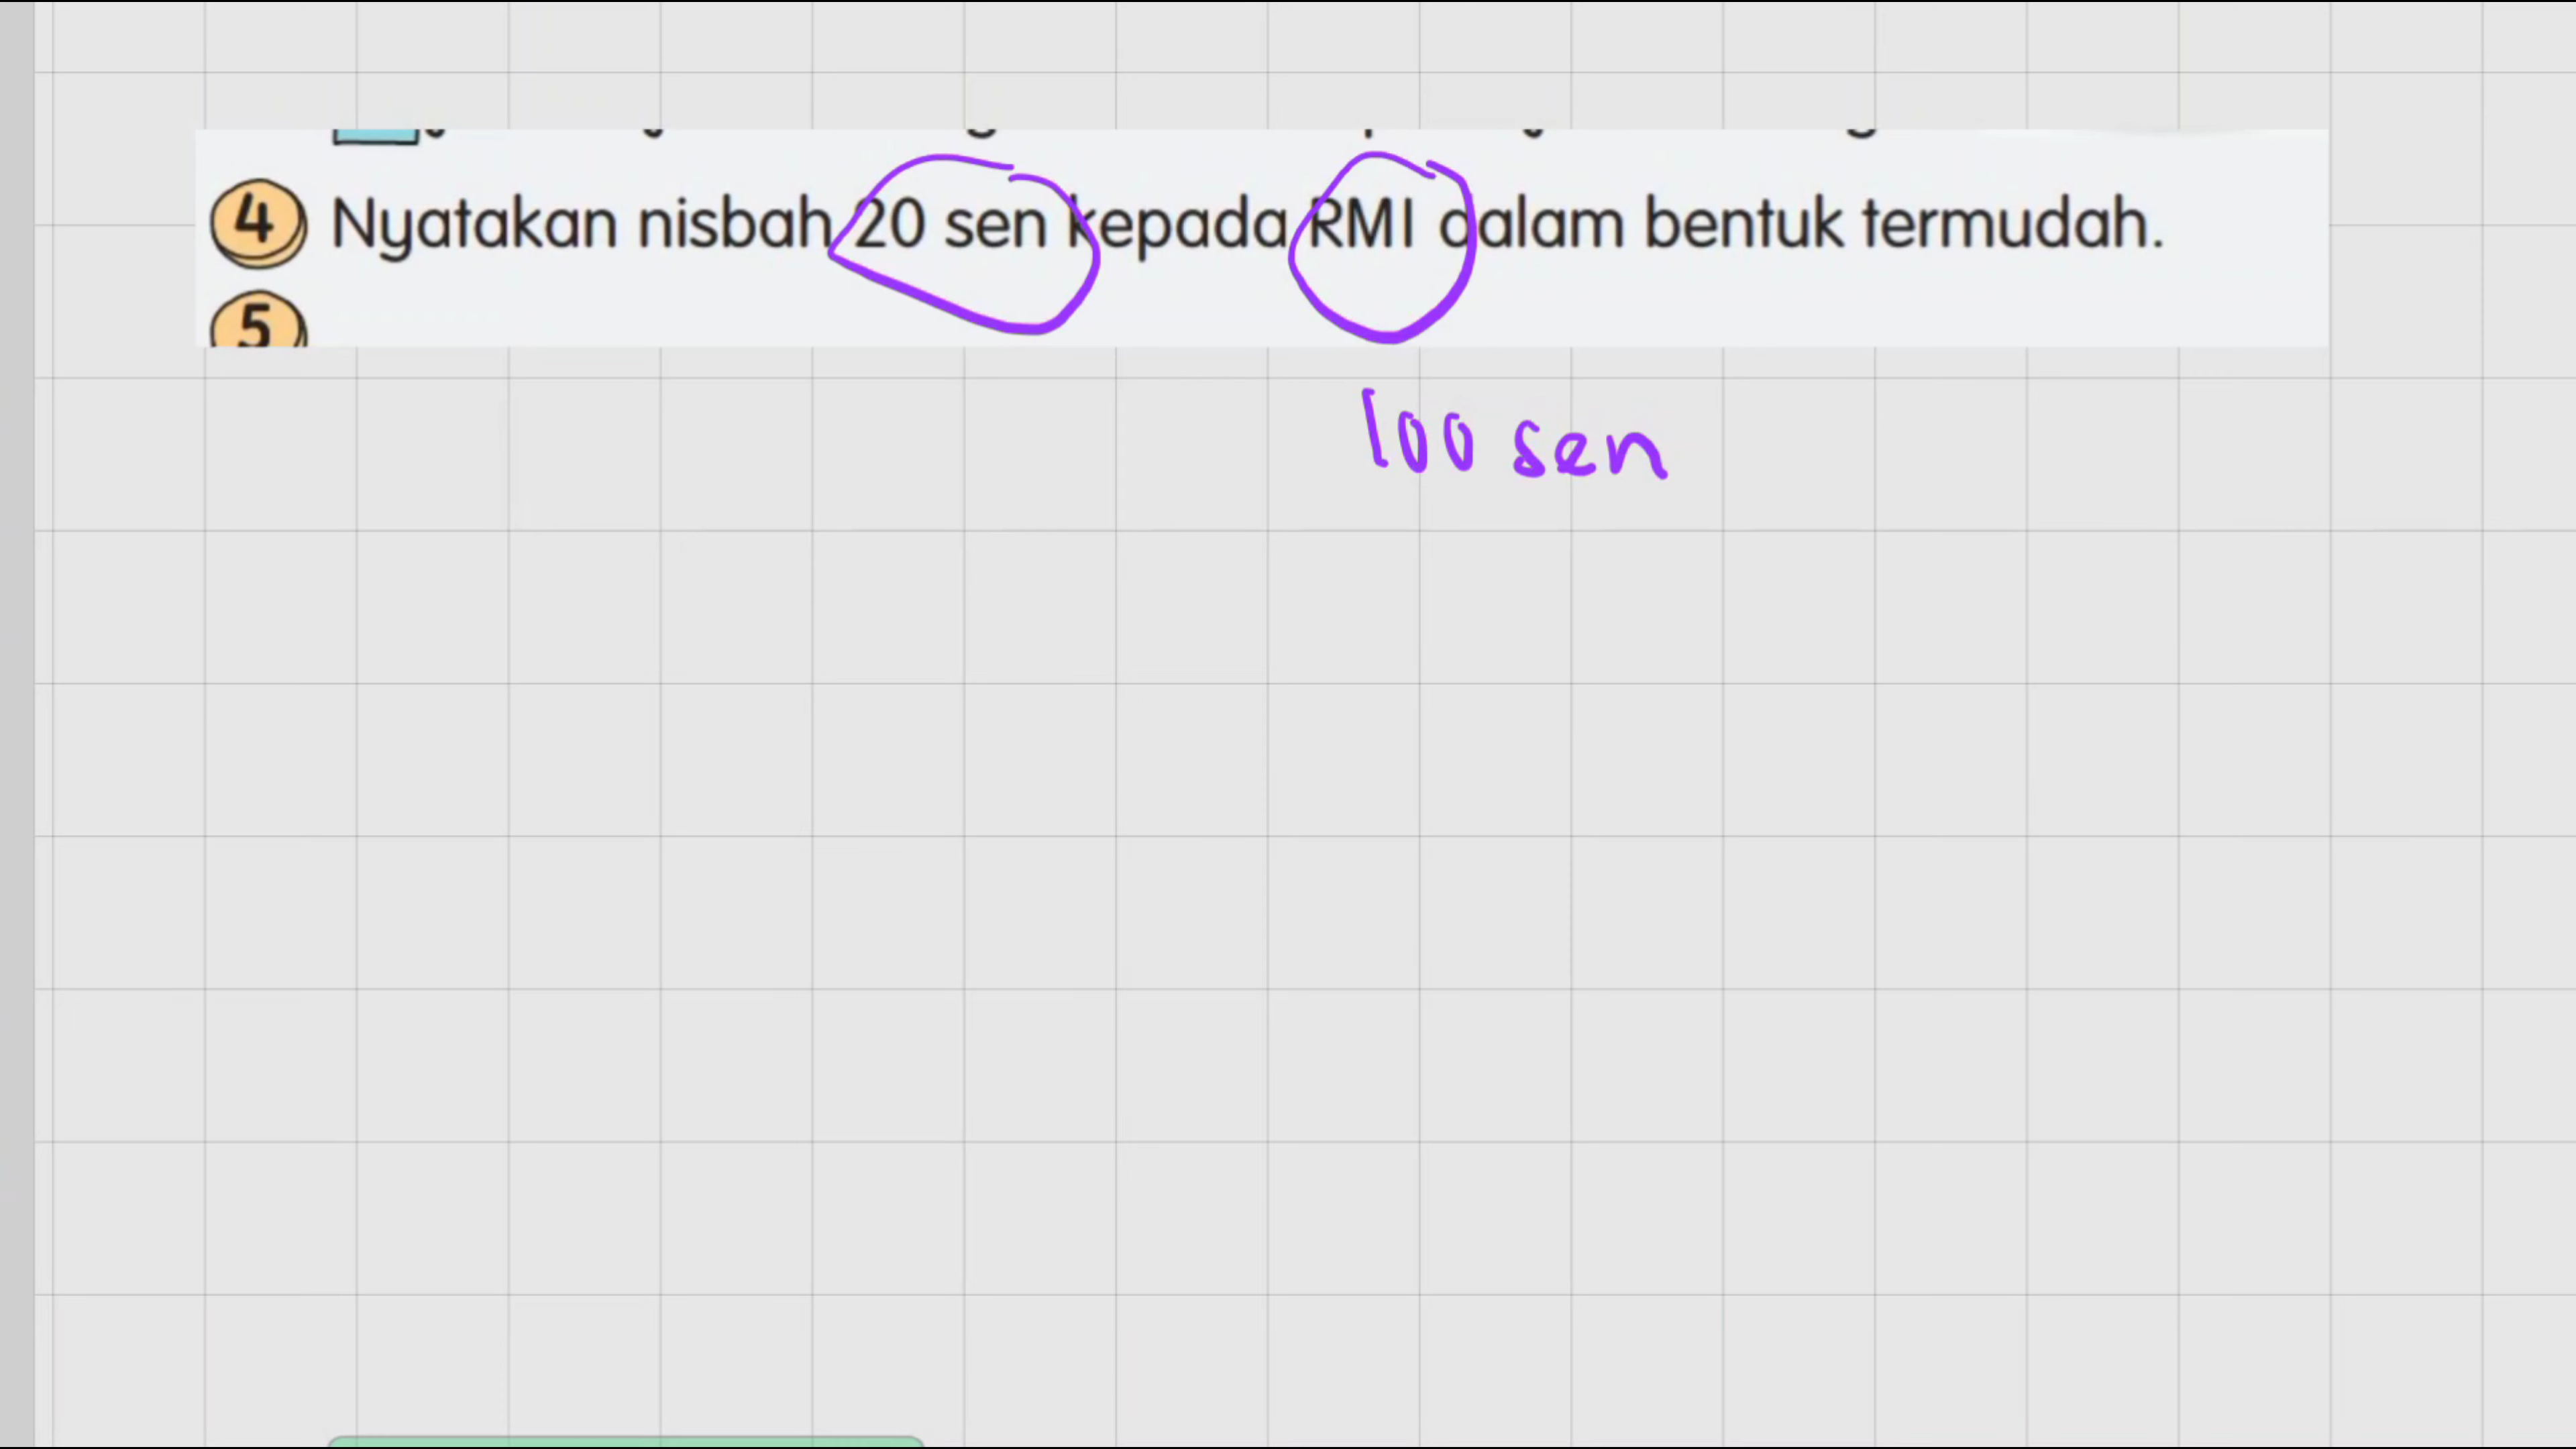 4 Nyatakan nisbah 20 sen kepada RM1 dalam bentuk termudah.
5
100 sen